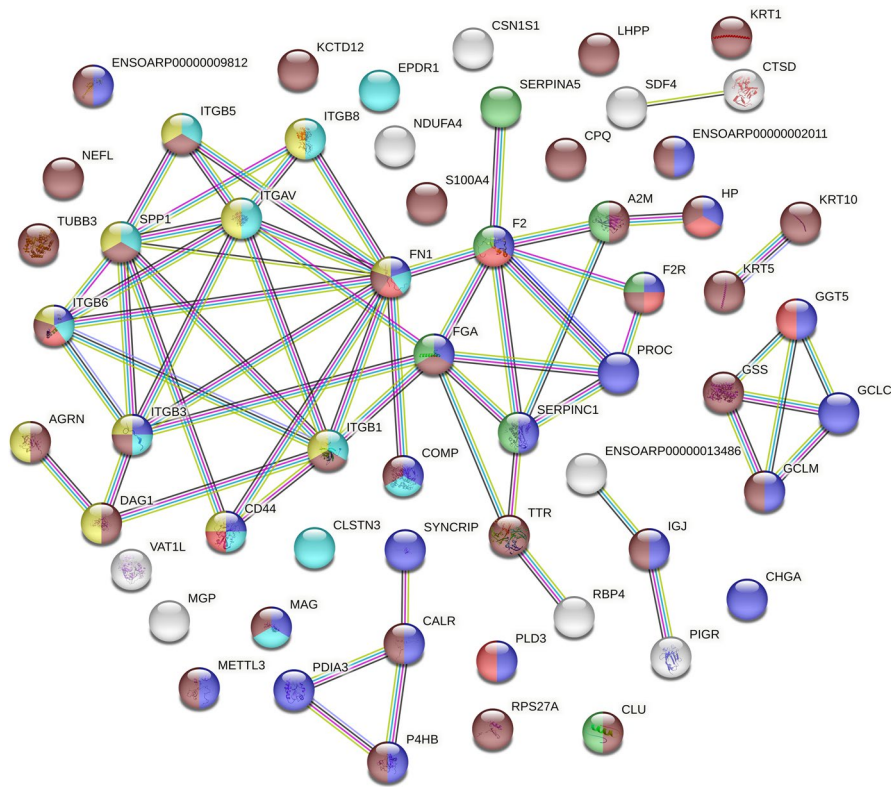 CSN1S1
KRT1
LHPP
KCTD12
ENSOARP00000009812
EPDR1
CTSD
SERPINA5
SDF4
ITGB5
ITGB8
NDUFA4
CPQ
ENSOARP00000002011
NEFL
S100A4
ITGAV
A2M
HP
KRT10
TUBB3
SPP1
F2
FN1
F2R
KRT5
ITGB6
GGT5
FGA
PROC
GSS
GCLC
ITGB3
SERPINC1
AGRN
ITGB1
COMP
ENSOARP00000013486
GCLM
DAG1
CD44
TTR
CLSTN3
SYNCRIP
IGJ
VAT1L
RBP4
CHGA
MGP
MAG
CALR
PIGR
PLD3
METTL3
PDIA3
RPS27A
CLU
P4HB